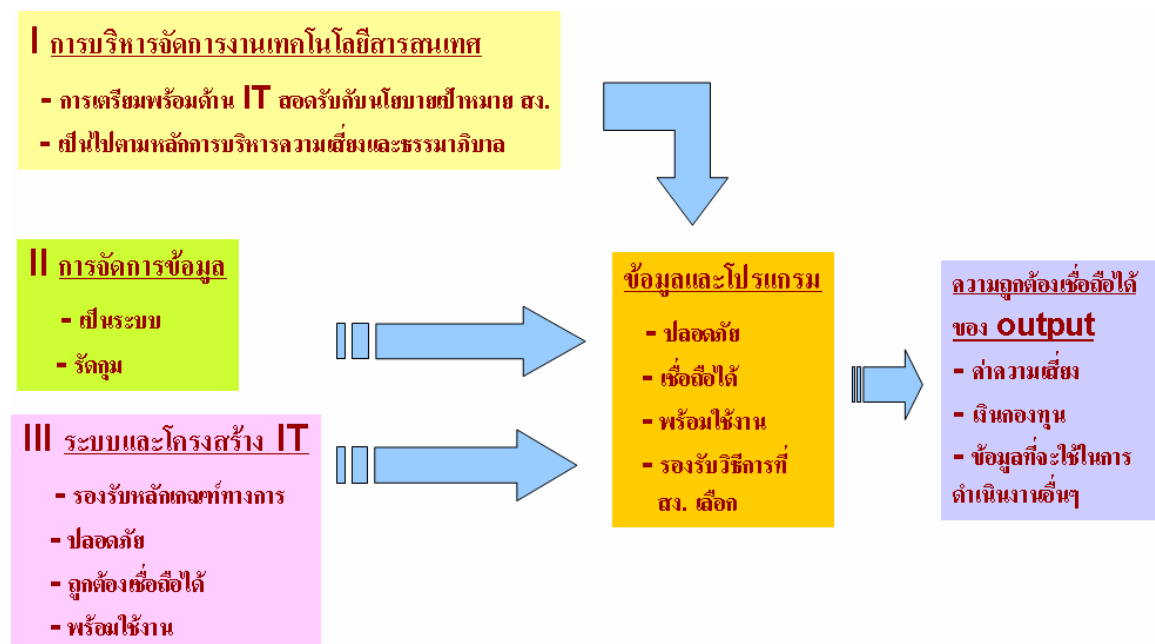 I การบริหารจัดการงานเทคโนโลยีสารสนเทศ
- การเตรียมพร้อมด้าน IT สอดรับกับนโยบายเป้าหมาย สง.
- เป็นไปตามหลักการบริหารความเสี่ยงและธรรมาภิบาล
II การจัดการข้อมูล
- เป็นระบบ
- รัดกุม
III ระบบและโครงสร้าง IT
- รองรับหลักเกณฑ์ทางการ
- ปลอดภัย
- ถูกต้องเชื่อถือได้
- พร้อมใช้งาน
ข้อมูลและโปรแกรม
- ปลอดภัย
- เชื่อถือได้
- พร้อมใช้งาน
- รองรับวิธีการที่
สง. เลือก
ความถูกต้องเชื่อถือได้
ของ output
- ค่าความเสี่ยง
- เงินกองทุน
- ข้อมูลที่จะใช้ในการ
ดำเนินงานอื่นๆ